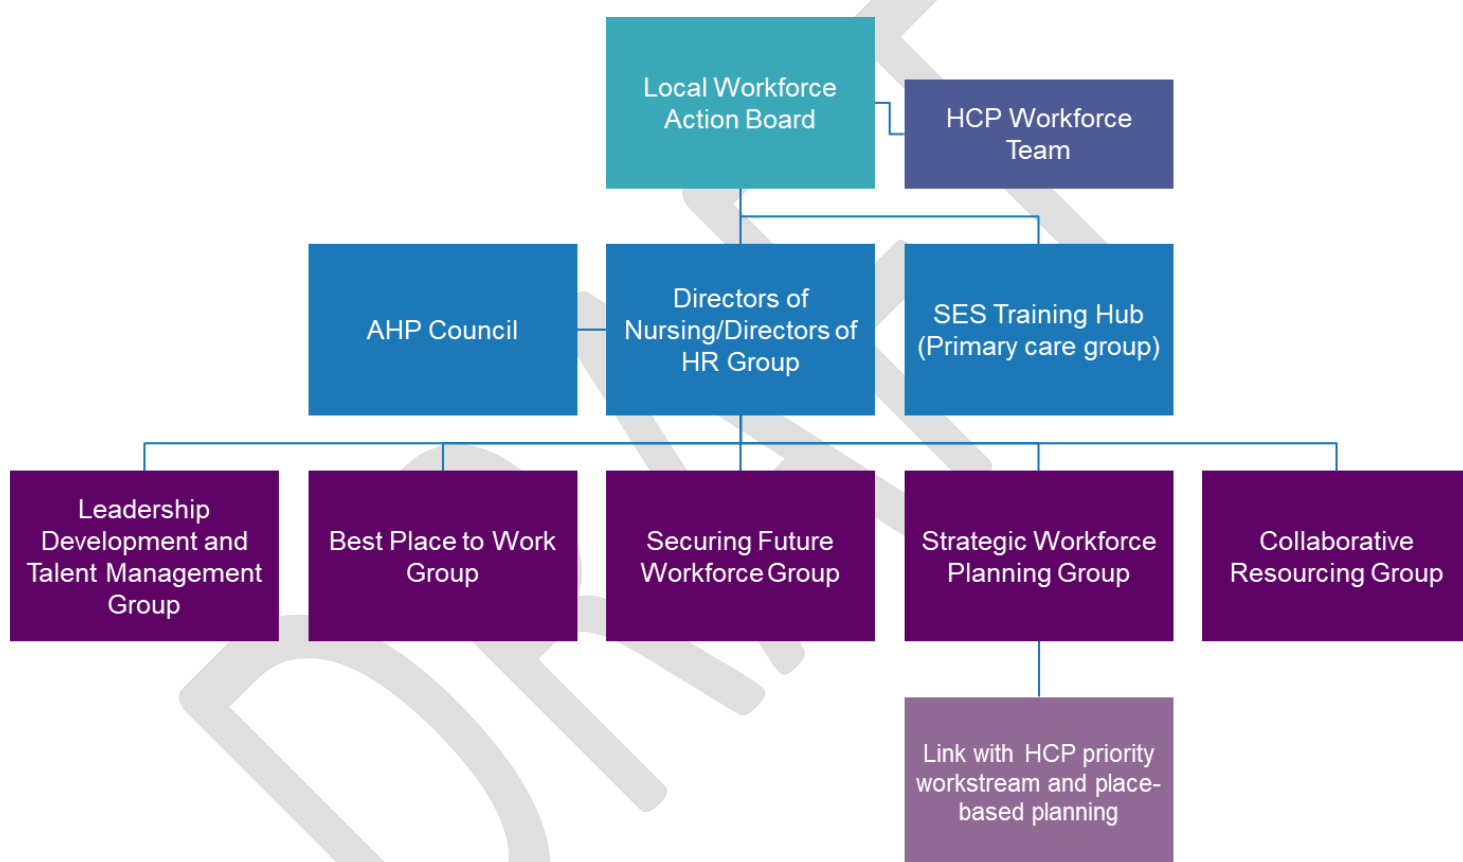 Local Workforce
Action Board
HCP Workforce
Team
AHP Council
Directors of
Nursing/Directors of
HR Group
SES Training Hub
(Primary care group)
Leadership
Development and
Talent Management
Group
Best Place to Work
Group
Securing Future
Workforce Group
Strategic Workforce
Planning Group
Collaborative
Resourcing Group
Link with HCP priority
workstream and place-
based planning
DRAFT